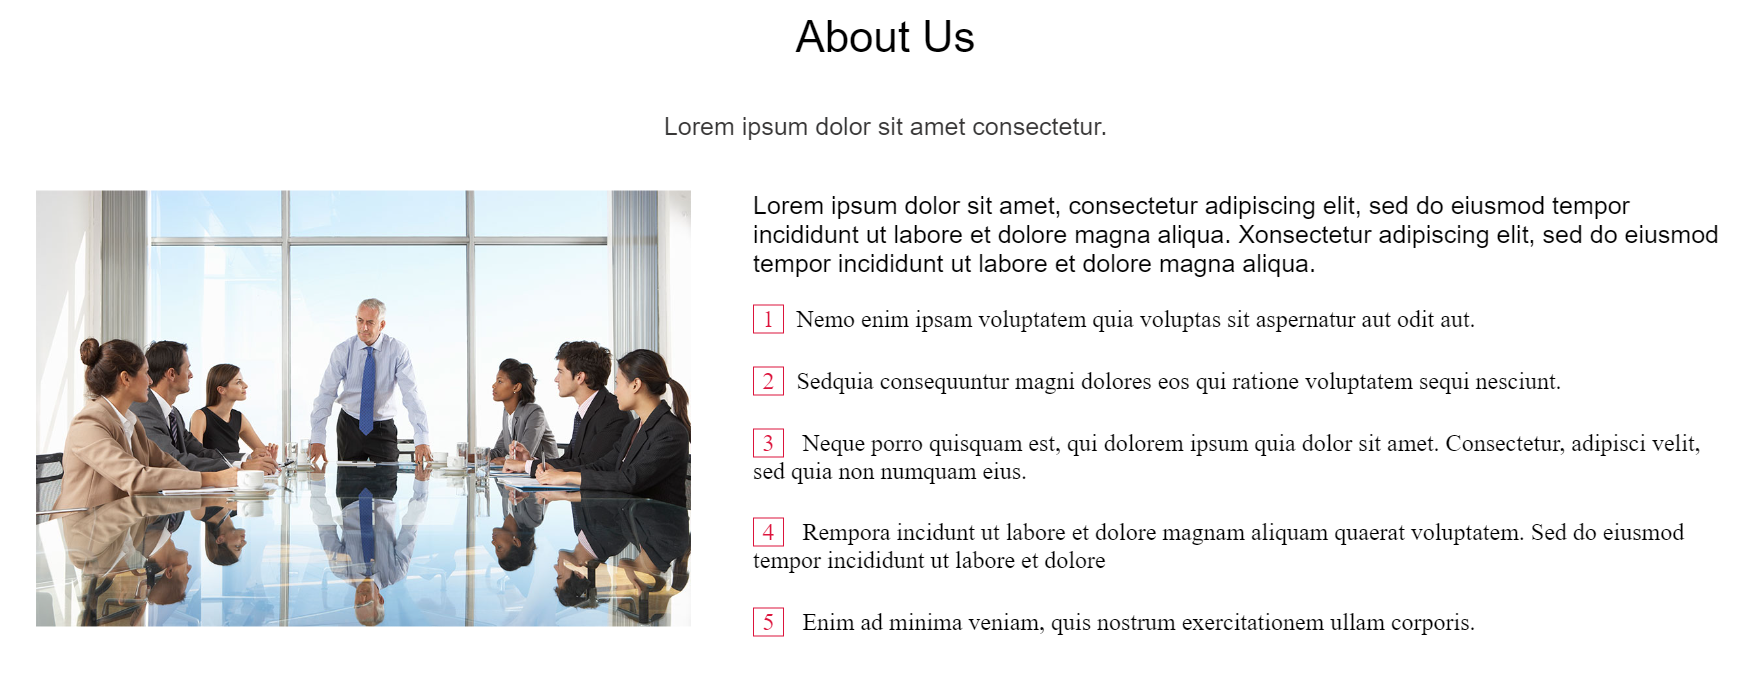 About Us
Lorem ipsum dolor sit amet consectetur.
Lorem ipsum dolor sit amet, consectetur adipiscing elit, sed do eiusmod tempor
incididunt ut labore et dolore magna aliqua. Xonsectetur adipiscing elit, sed do eiusmod
tempor incididunt ut labore et dolore magna aliqua.
1 Nemo enim ipsam voluptatem quia voluptas sit aspernatur aut odit aut.
2 Sedquia consequuntur magni dolores eos qui ratione voluptatem sequi nesciunt.
3 Neque porro quisquam est, qui dolorem ipsum quia dolor sit amet. Consectetur, adipisci velit,
sed quia non numquam eius.
4 Rempora incidunt ut labore et dolore magnam aliquam quaerat voluptatem. Sed do eiusmod
tempor incididunt ut labore et dolore
5 Enim ad minima veniam, quis nostrum exercitationem ullam corporis.